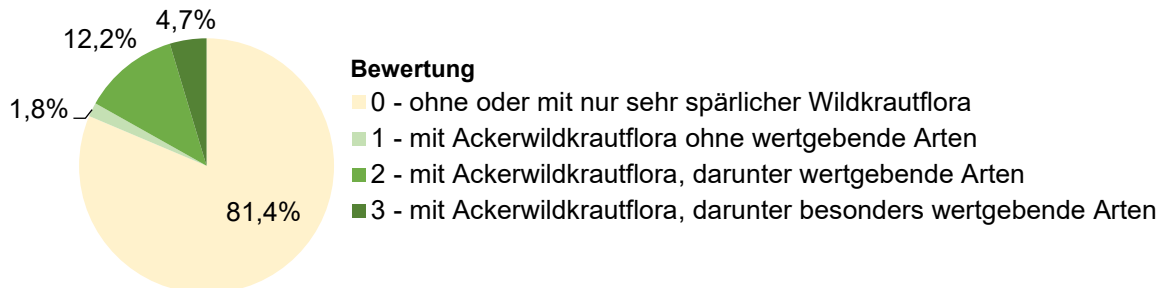 4,7%
12,2%
1,8%
81,4%
Bewertung
0 - ohne oder mit nur sehr spärlicher Wildkrautflora
1 - mit Ackerwildkrautflora ohne wertgebende Arten
2 - mit Ackerwildkrautflora, darunter wertgebende Arten
3 - mit Ackerwildkrautflora, darunter besonders wertgebende Arten